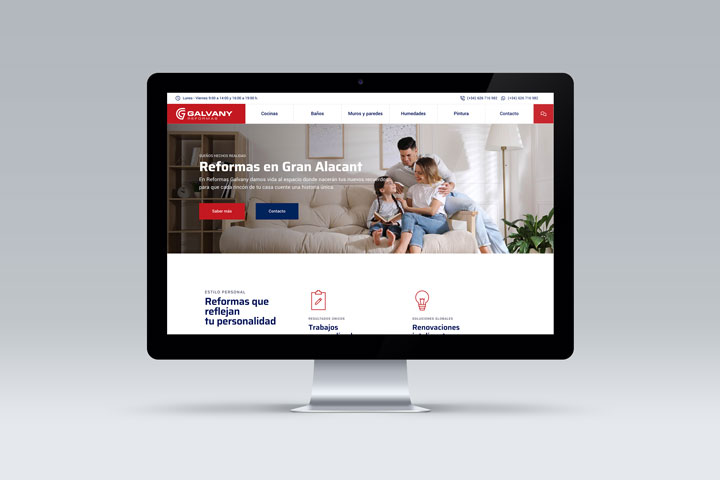 Lunes - Viernes 9:00 a 14:00 y 16:00 a 19:00 h.
(+34) 626 716 982 (+34) 626 716 982
GALVANY
REFORMAS
Cocinas Baños Muros y paredes Humedades Pintura Contacto
SUEÑOS HECHOS REALIDAD
Reformas en Gran Alacant
En Reformas Galvany damos vida al espacio donde nacerán tus nuevos recuerdos,
para que cada rincón de tu casa cuente una historia única.
Saber más Contacto
ESTILO PERSONAL
Reformas que
reflejan
tu personalidad
RESULTADOS ÚNICOS
Trabajos
SOLUCIONES GLOBALES
Renovaciones